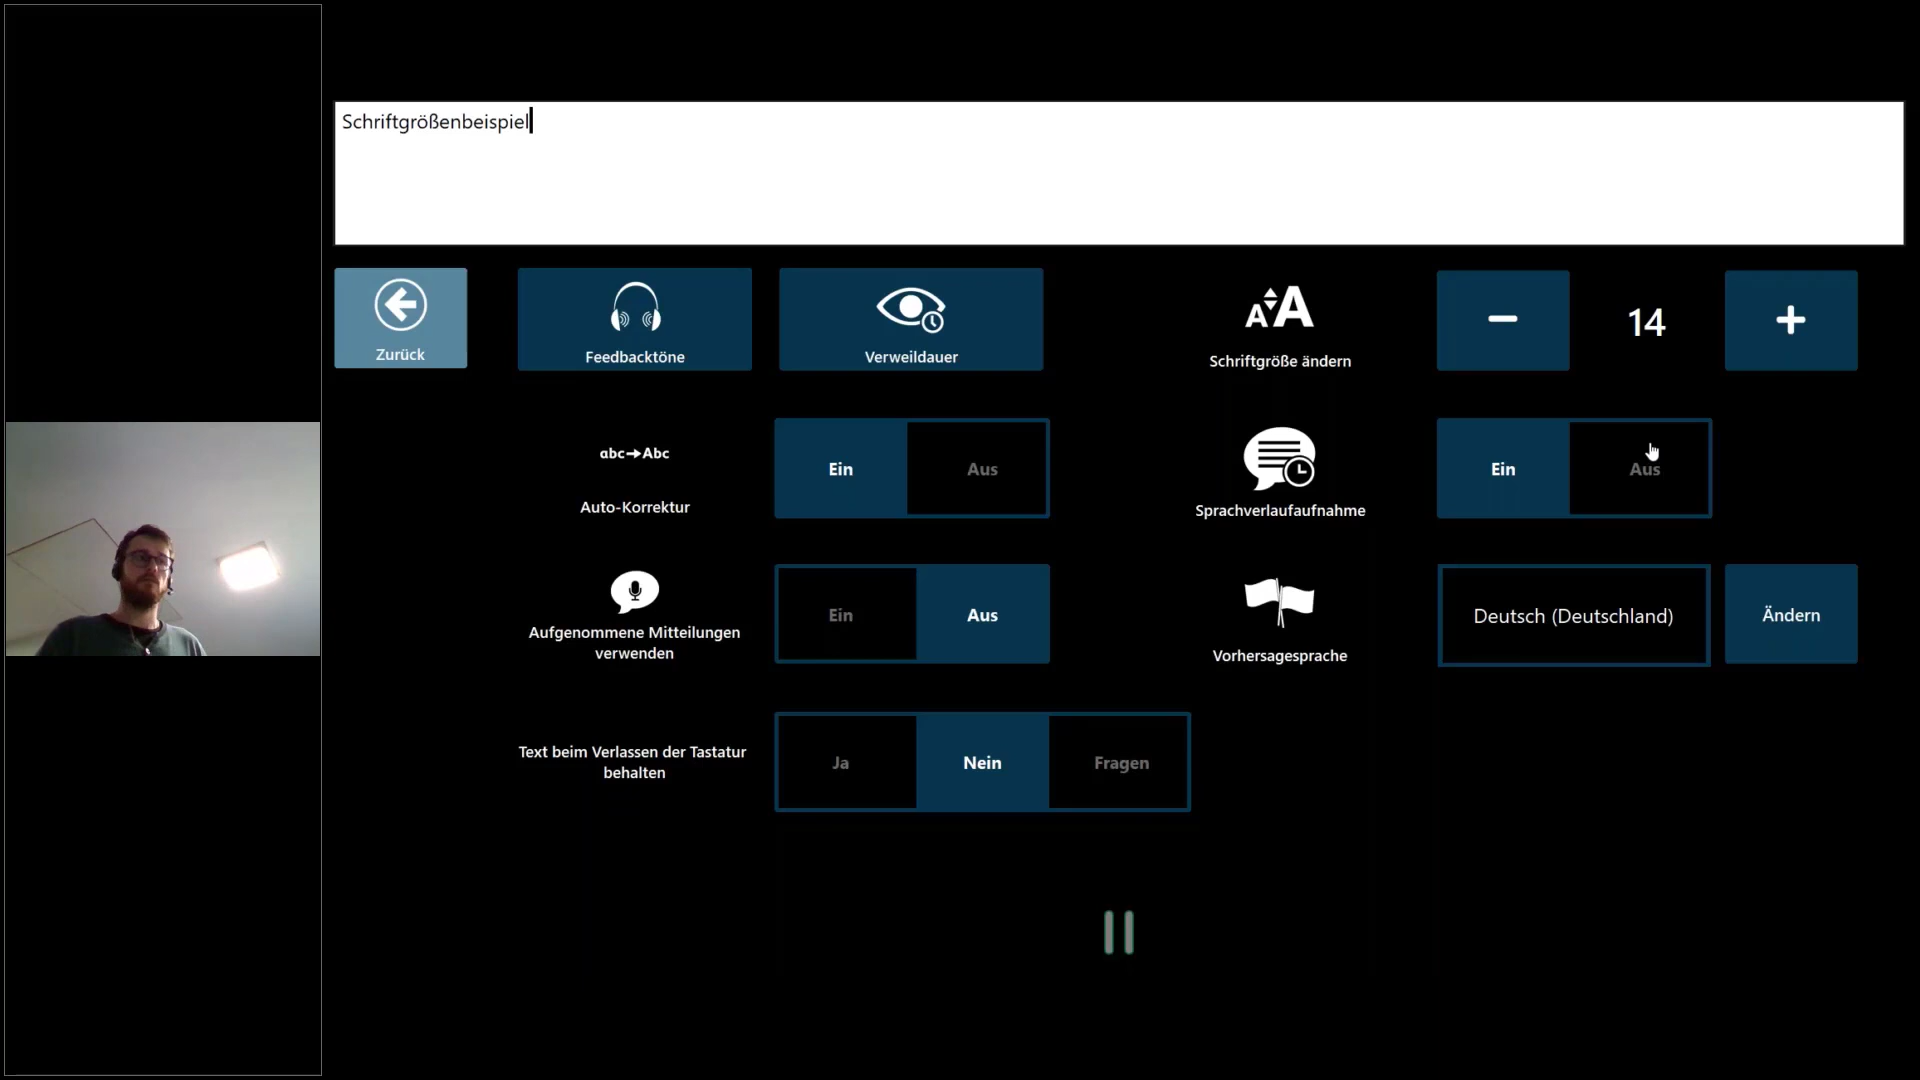 Schriftgrößenbeispiel
Zurück
Feedbacktöne
Verweildauer
AA
Schriftgröße ändern
14
abc→Abc
Auto-Korrektur
Ein
Aus
Sprachverlaufaufnahme
Ein
Aus
Aufgenommene Mitteilungen
verwenden
Ein
Aus
Vorhersagesprache
Deutsch (Deutschland)
Ändern
Text beim Verlassen der Tastatur
behalten
Ja
Nein
Fragen